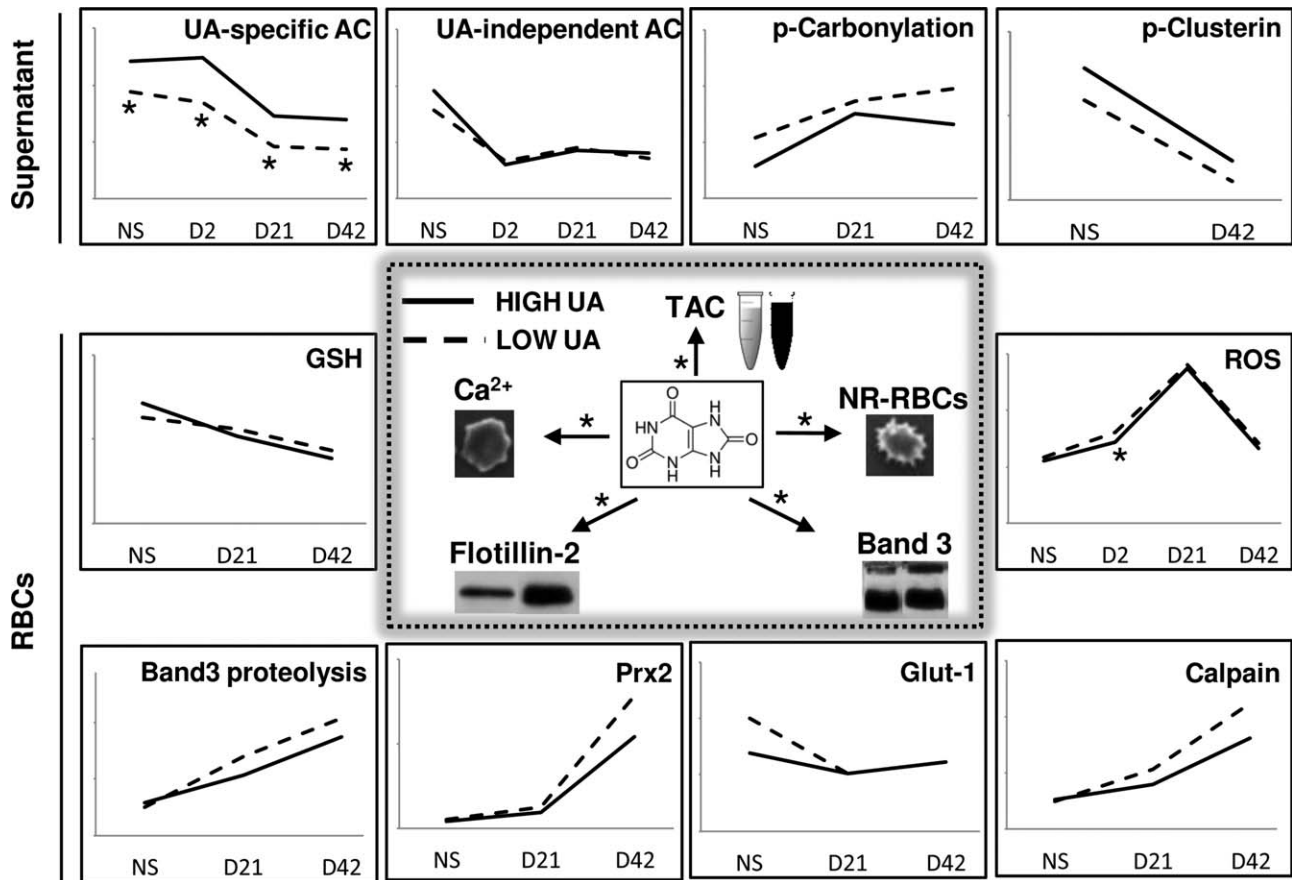 Supernatant
UA-specific AC
*
*
*
*
NS D2 D21 D42
UA-independent AC
NS D2 D21 D42
p-Carbonylation
NS D21 D42
p-Clusterin
NS D42
RBCs
GSH
NS D21 D42
HIGH UA
LOW UA
TAC
*
Ca²⁺
*
NR-RBCs
*
O
H
N
HN
O
O
N
H
N
H
*
*
Flotillin-2
Band 3
ROS
*
NS D2 D21 D42
Band3 proteolysis
NS D21 D42
Prx2
NS D21 D42
Glut-1
NS D21 D42
Calpain
NS D21 D42